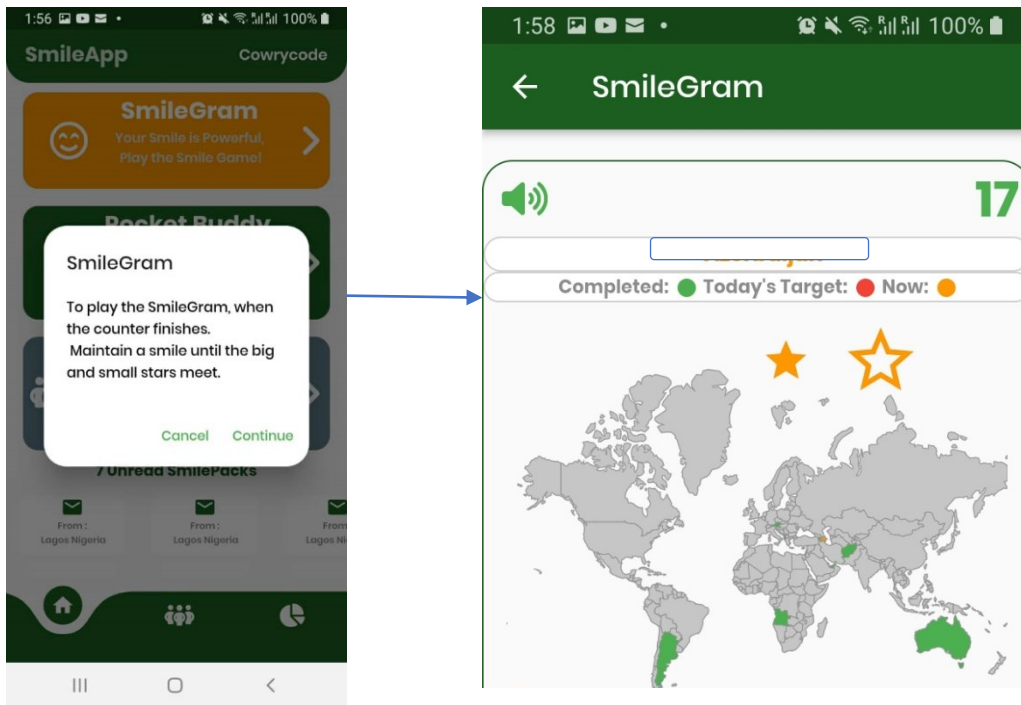 1:56 100%
SmileApp Cowrycode
SmileGram
Your Smile is Powerful,
Play the Smile Game!
Pocket Buddy
SmileGram
To play the SmileGram, when
the counter finishes.
Maintain a smile until the big
and small stars meet.
Cancel Continue
7 Unread SmilePacks
From : From : From
Lagos Nigeria Lagos Nigeria Lagos Ni
1:58 R R 100%
SmileGram
17
Completed: Today's Target: Now: